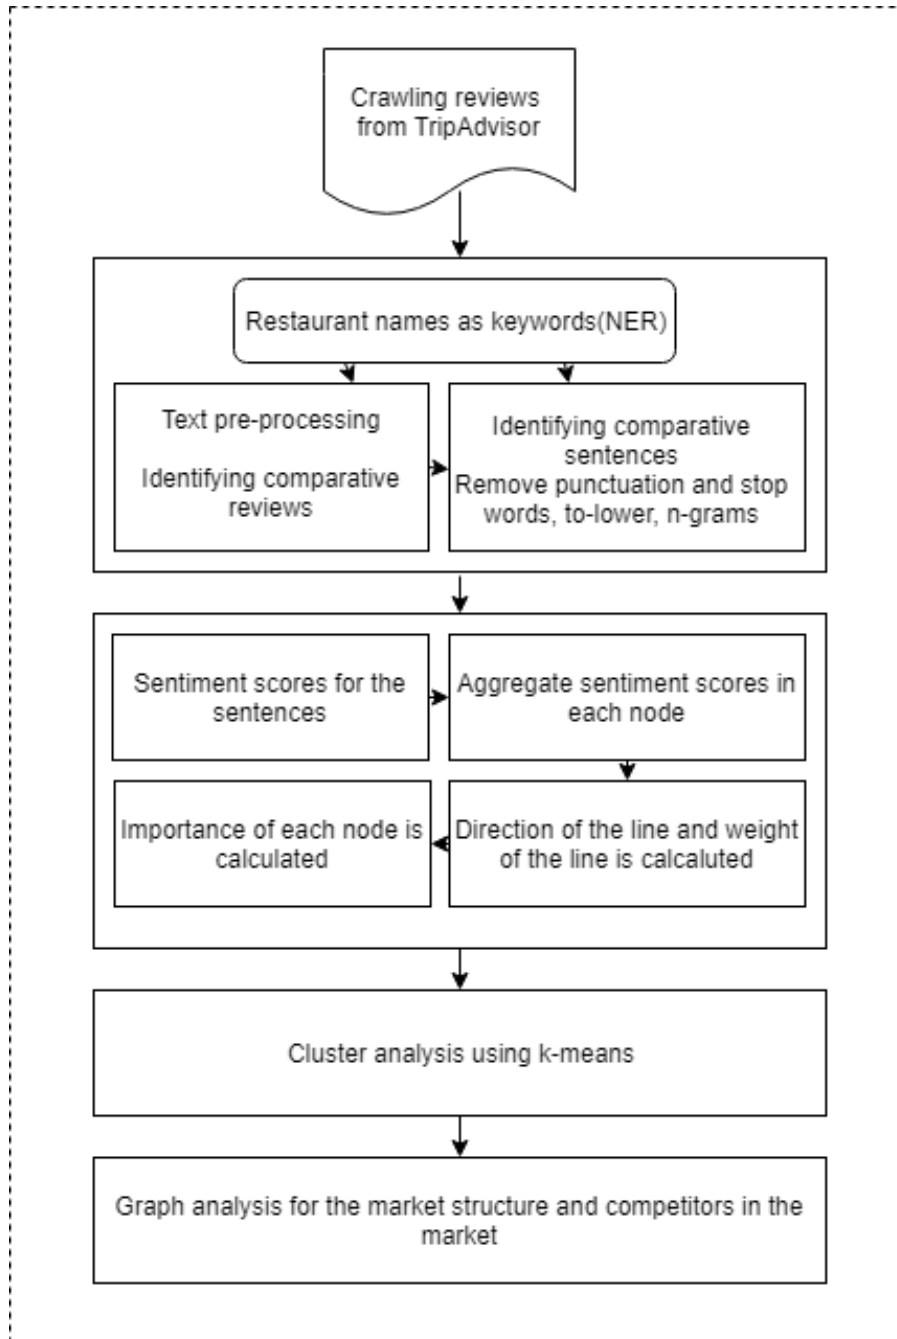 Crawling reviews
from TripAdvisor
Restaurant names as keywords(NER)
Text pre-processing
Identifying comparative
reviews
Identifying comparative
sentences
Remove punctuation and stop
words, to-lower, n-grams
Sentiment scores for the
sentences
Aggregate sentiment scores in
each node
Importance of each node is
calculated
Direction of the line and weight
of the line is calcaluted
Cluster analysis using k-means
Graph analysis for the market structure and competitors in the
market